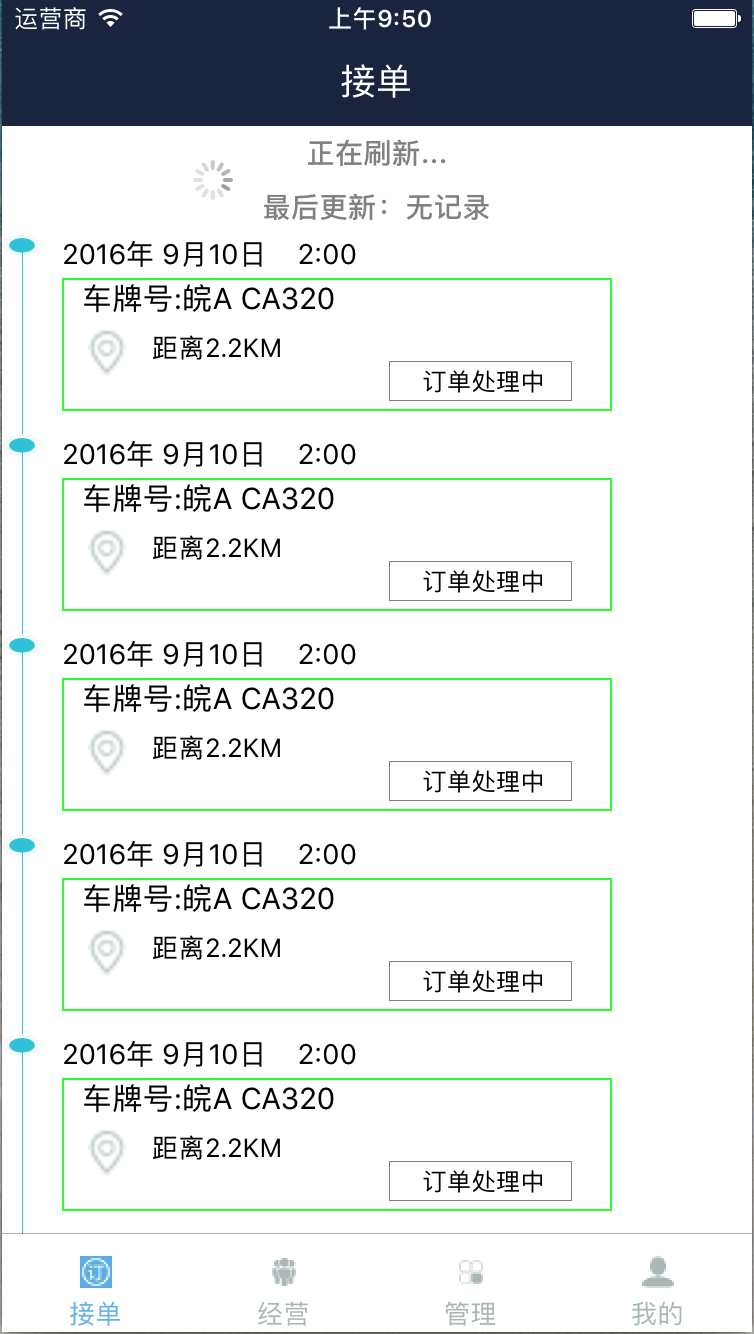 运营商 上午9:50
接单
正在刷新...
最后更新：无记录
2016年 9月10日 2:00
车牌号:皖A CA320
距离2.2KM
订单处理中
2016年 9月10日 2:00
车牌号:皖A CA320
距离2.2KM
订单处理中
2016年 9月10日 2:00
车牌号:皖A CA320
距离2.2KM
订单处理中
2016年 9月10日 2:00
车牌号:皖A CA320
距离2.2KM
订单处理中
2016年 9月10日 2:00
车牌号:皖A CA320
距离2.2KM
订单处理中
订
接单 经营 管理 我的